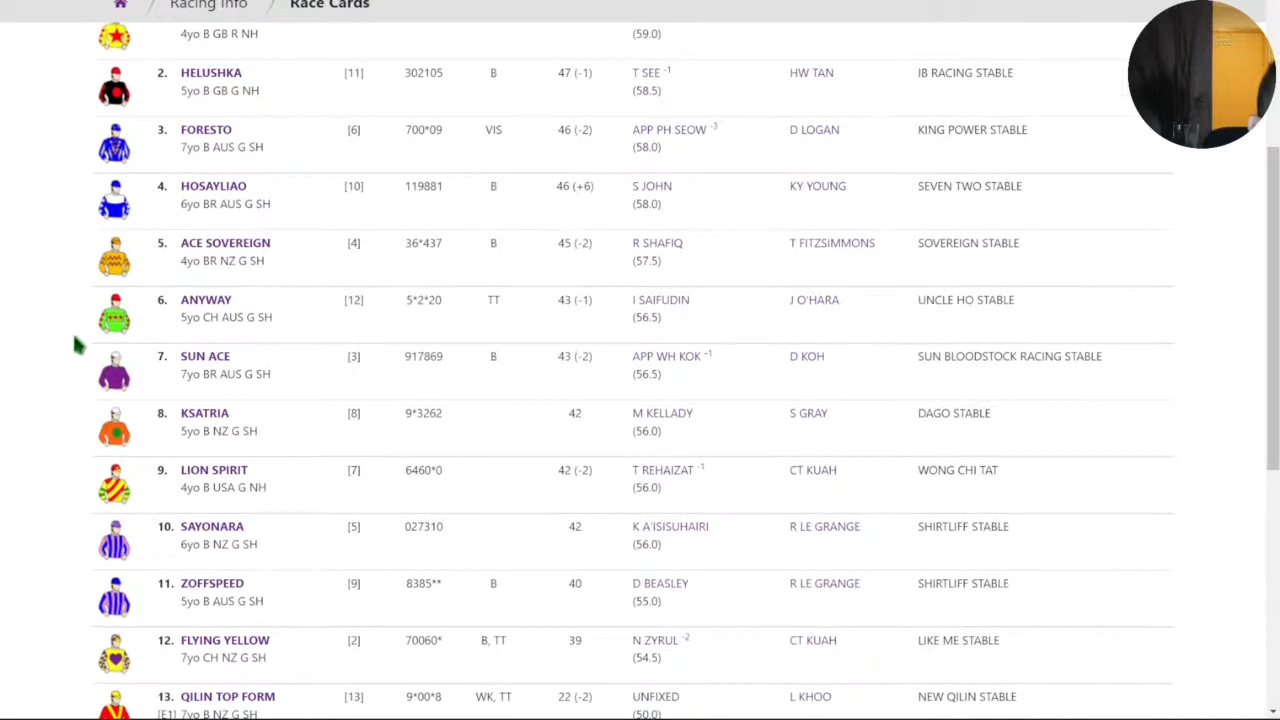 Racing Info / Race Cards
4yo B GB R NH (59.0)
2. HELUSHKA [11] 302105 B 47 (-1) T SEE -1 HW TAN IB RACING STABLE
5yo B GB G NH (58.5)
3. FORESTO [6] 700*09 VIS 46 (-2) APP PH SEOW -3 D LOGAN KING POWER STABLE
7yo B AUS G SH (58.0)
4. HOSAYLIAO [10] 119881 B 46 (+6) S JOHN KY YOUNG SEVEN TWO STABLE
6yo BR AUS G SH (58.0)
5. ACE SOVEREIGN [4] 36*437 B 45 (-2) R SHAFIQ T FITZSIMMONS SOVEREIGN STABLE
4yo BR NZ G SH (57.5)
6. ANYWAY [12] 5*2*20 TT 43 (-1) I SAIFUDIN J O'HARA UNCLE HO STABLE
5yo CH AUS G SH (56.5)
7. SUN ACE [3] 917869 B 43 (-2) APP WH KOK -1 D KOH SUN BLOODSTOCK RACING STABLE
7yo BR AUS G SH (56.5)
8. KSATRIA [8] 9*3262 42 M KELLADY S GRAY DAGO STABLE
5yo B NZ G SH (56.0)
9. LION SPIRIT [7] 6460*0 42 (-2) T REHAIZAT -1 CT KUAH WONG CHI TAT
4yo B USA G NH (56.0)
10. SAYONARA [5] 027310 42 K A'ISISUHAIRI R LE GRANGE SHIRTLIFF STABLE
6yo B NZ G SH (56.0)
11. ZOFFSPEED [9] 8385** B 40 D BEASLEY R LE GRANGE SHIRTLIFF STABLE
5yo B AUS G SH (55.0)
12. FLYING YELLOW [2] 70060* B, TT 39 N ZYRUL -2 CT KUAH LIKE ME STABLE
7yo CH NZ G SH (54.5)
13. QILIN TOP FORM [13] 9*00*8 WK, TT 22 (-2) UNFIXED L KHOO NEW QILIN STABLE
[E1] 7yo B NZ G SH (50.0)